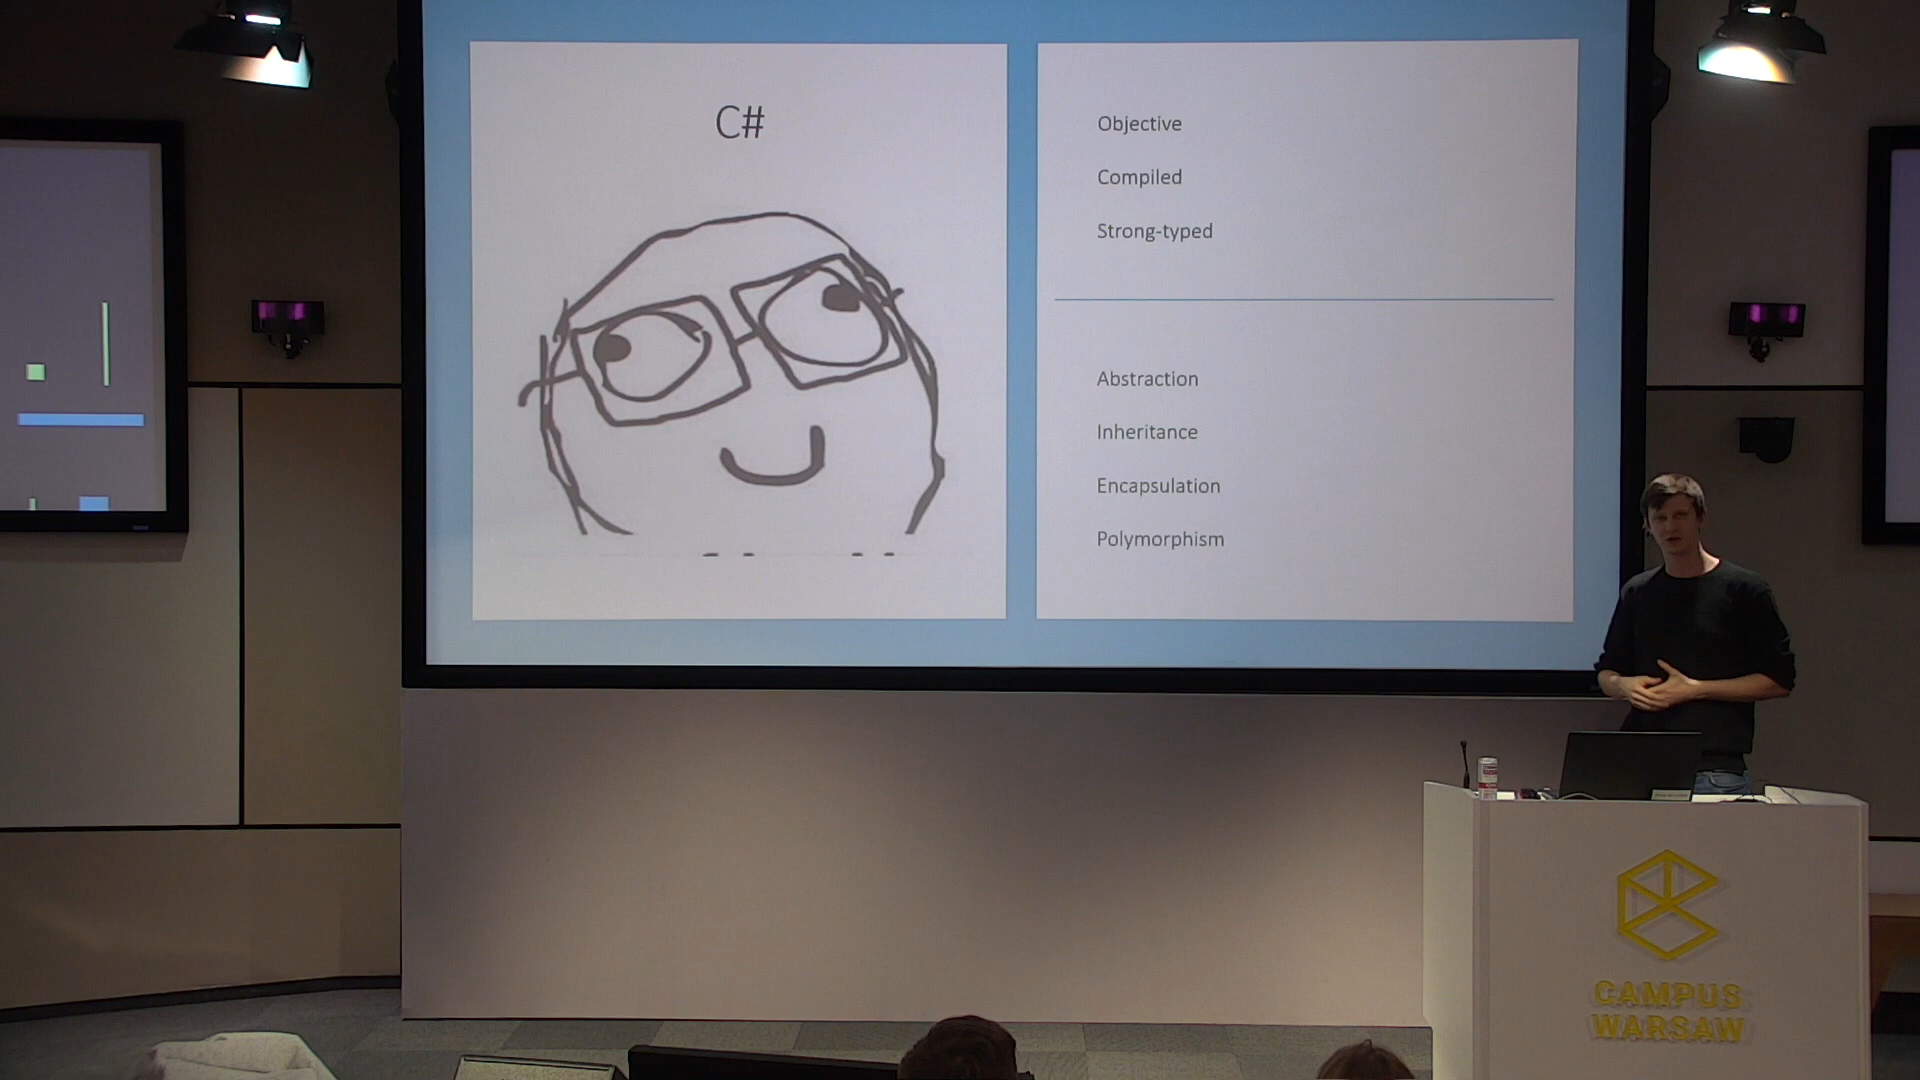 C#
Objective
Compiled
Strong-typed
Abstraction
Inheritance
Encapsulation
Polymorphism
CAMPUS
WARSAW